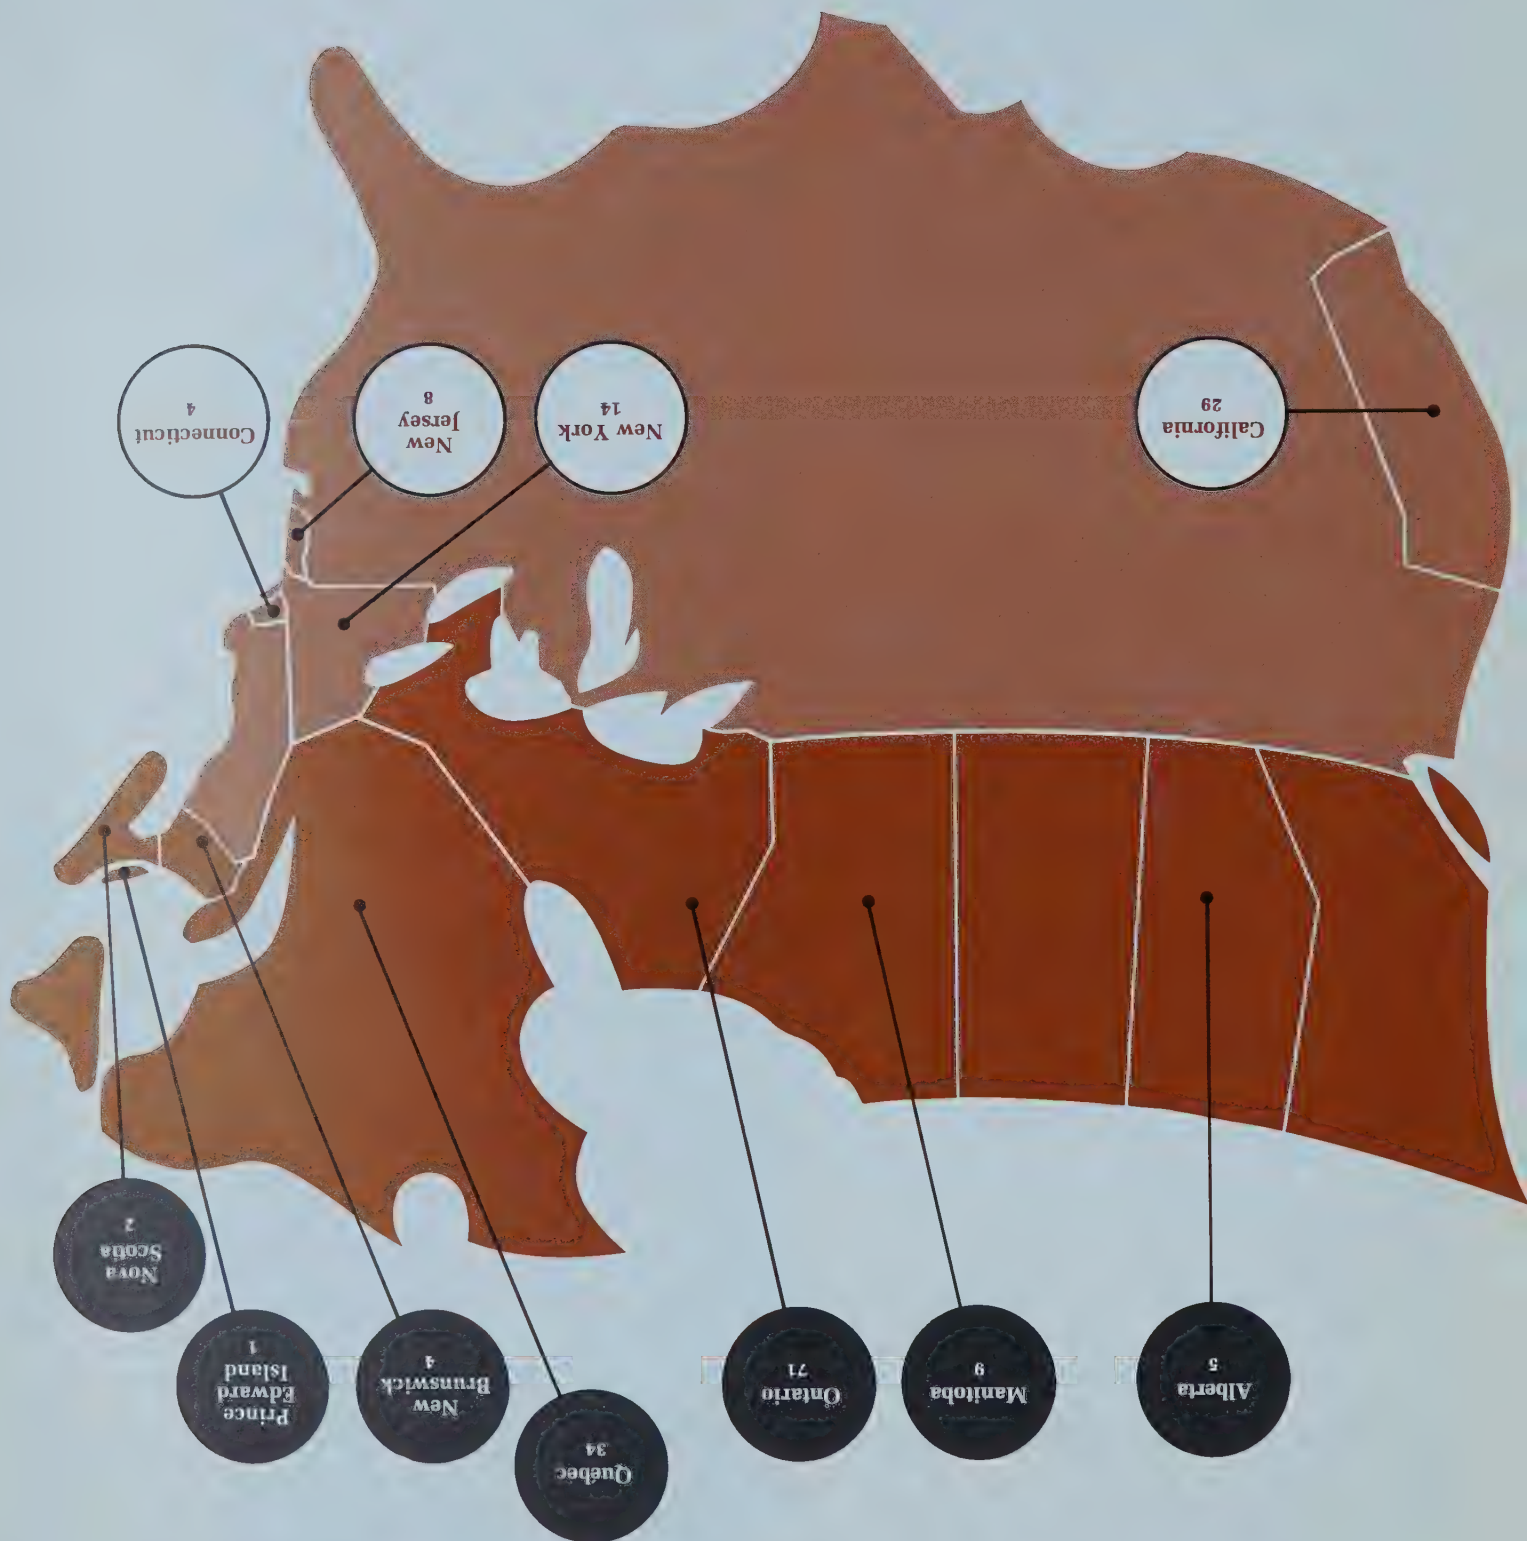 Alberta
5
Manitoba
9
Ontario
71
Québec
34
New
Brunswick
4
Prince
Edward
Island
1
Nova
Scotia
2
California
29
New York
14
New
Jersey
8
Connecticut
4